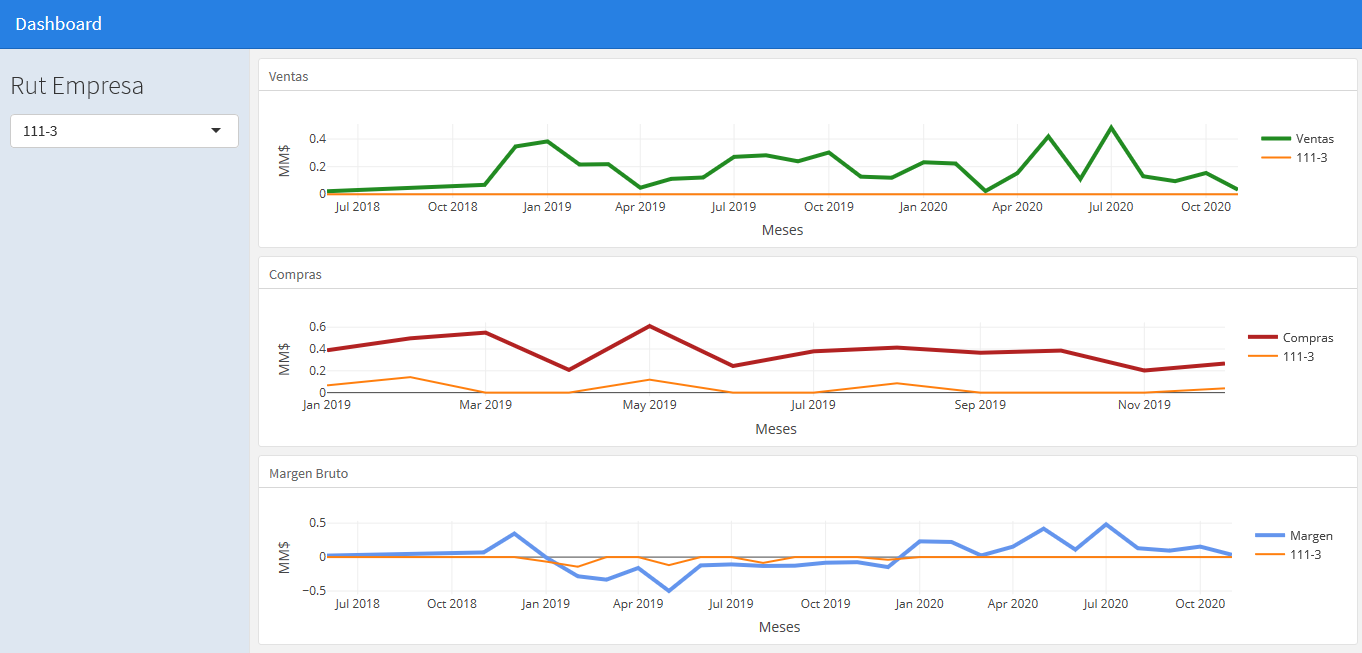 Dashboard
Rut Empresa
111-3
Ventas
MM$
0.4
0.2
0
Jul 2018 Oct 2018 Jan 2019 Apr 2019 Jul 2019 Oct 2019 Jan 2020 Apr 2020 Jul 2020 Oct 2020
Meses
Ventas
111-3
Compras
MM$
0.6
0.4
0.2
0
Jan 2019 Mar 2019 May 2019 Jul 2019 Sep 2019 Nov 2019
Meses
Compras
111-3
Margen Bruto
MM$
0.5
0
−0.5
Jul 2018 Oct 2018 Jan 2019 Apr 2019 Jul 2019 Oct 2019 Jan 2020 Apr 2020 Jul 2020 Oct 2020
Meses
Margen
111-3